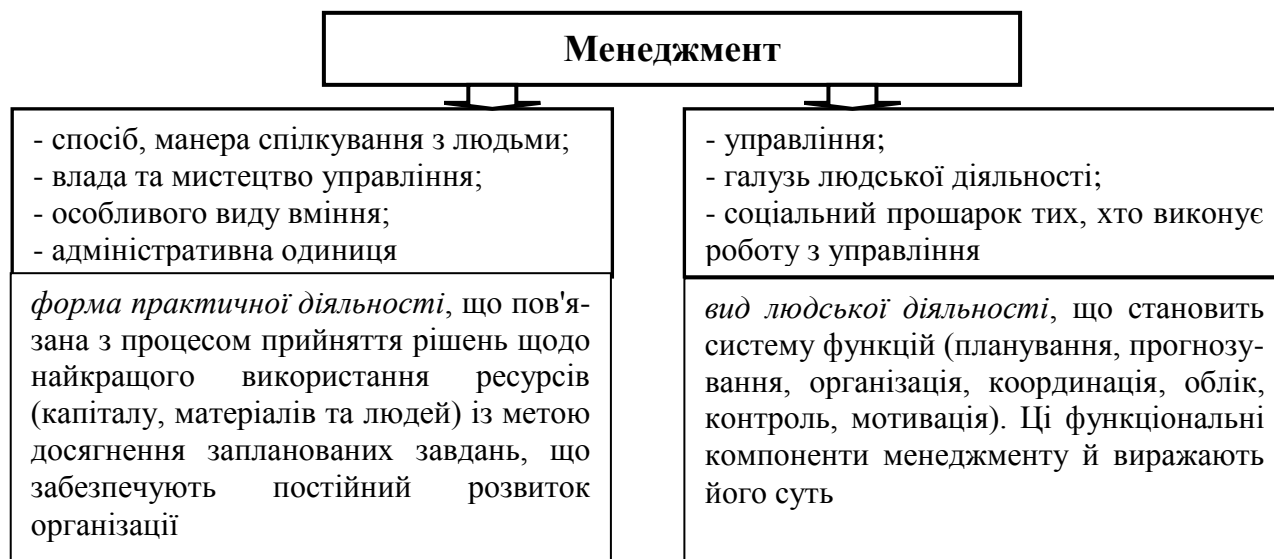 Менеджмент
- спосіб, манера спілкування з людьми;
- влада та мистецтво управління;
- особливого виду вміння;
- адміністративна одиниця
форма практичної діяльності, що пов'я-
зана з процесом прийняття рішень щодо
найкращого використання ресурсів
(капіталу, матеріалів та людей) із метою
досягнення запланованих завдань, що
забезпечують постійний розвиток
організації
- управління;
- галузь людської діяльності;
- соціальний прошарок тих, хто виконує
роботу з управління
вид людської діяльності, що становить
систему функцій (планування, прогнозу-
вання, організація, координація, облік,
контроль, мотивація). Ці функціональні
компоненти менеджменту й виражають
його суть